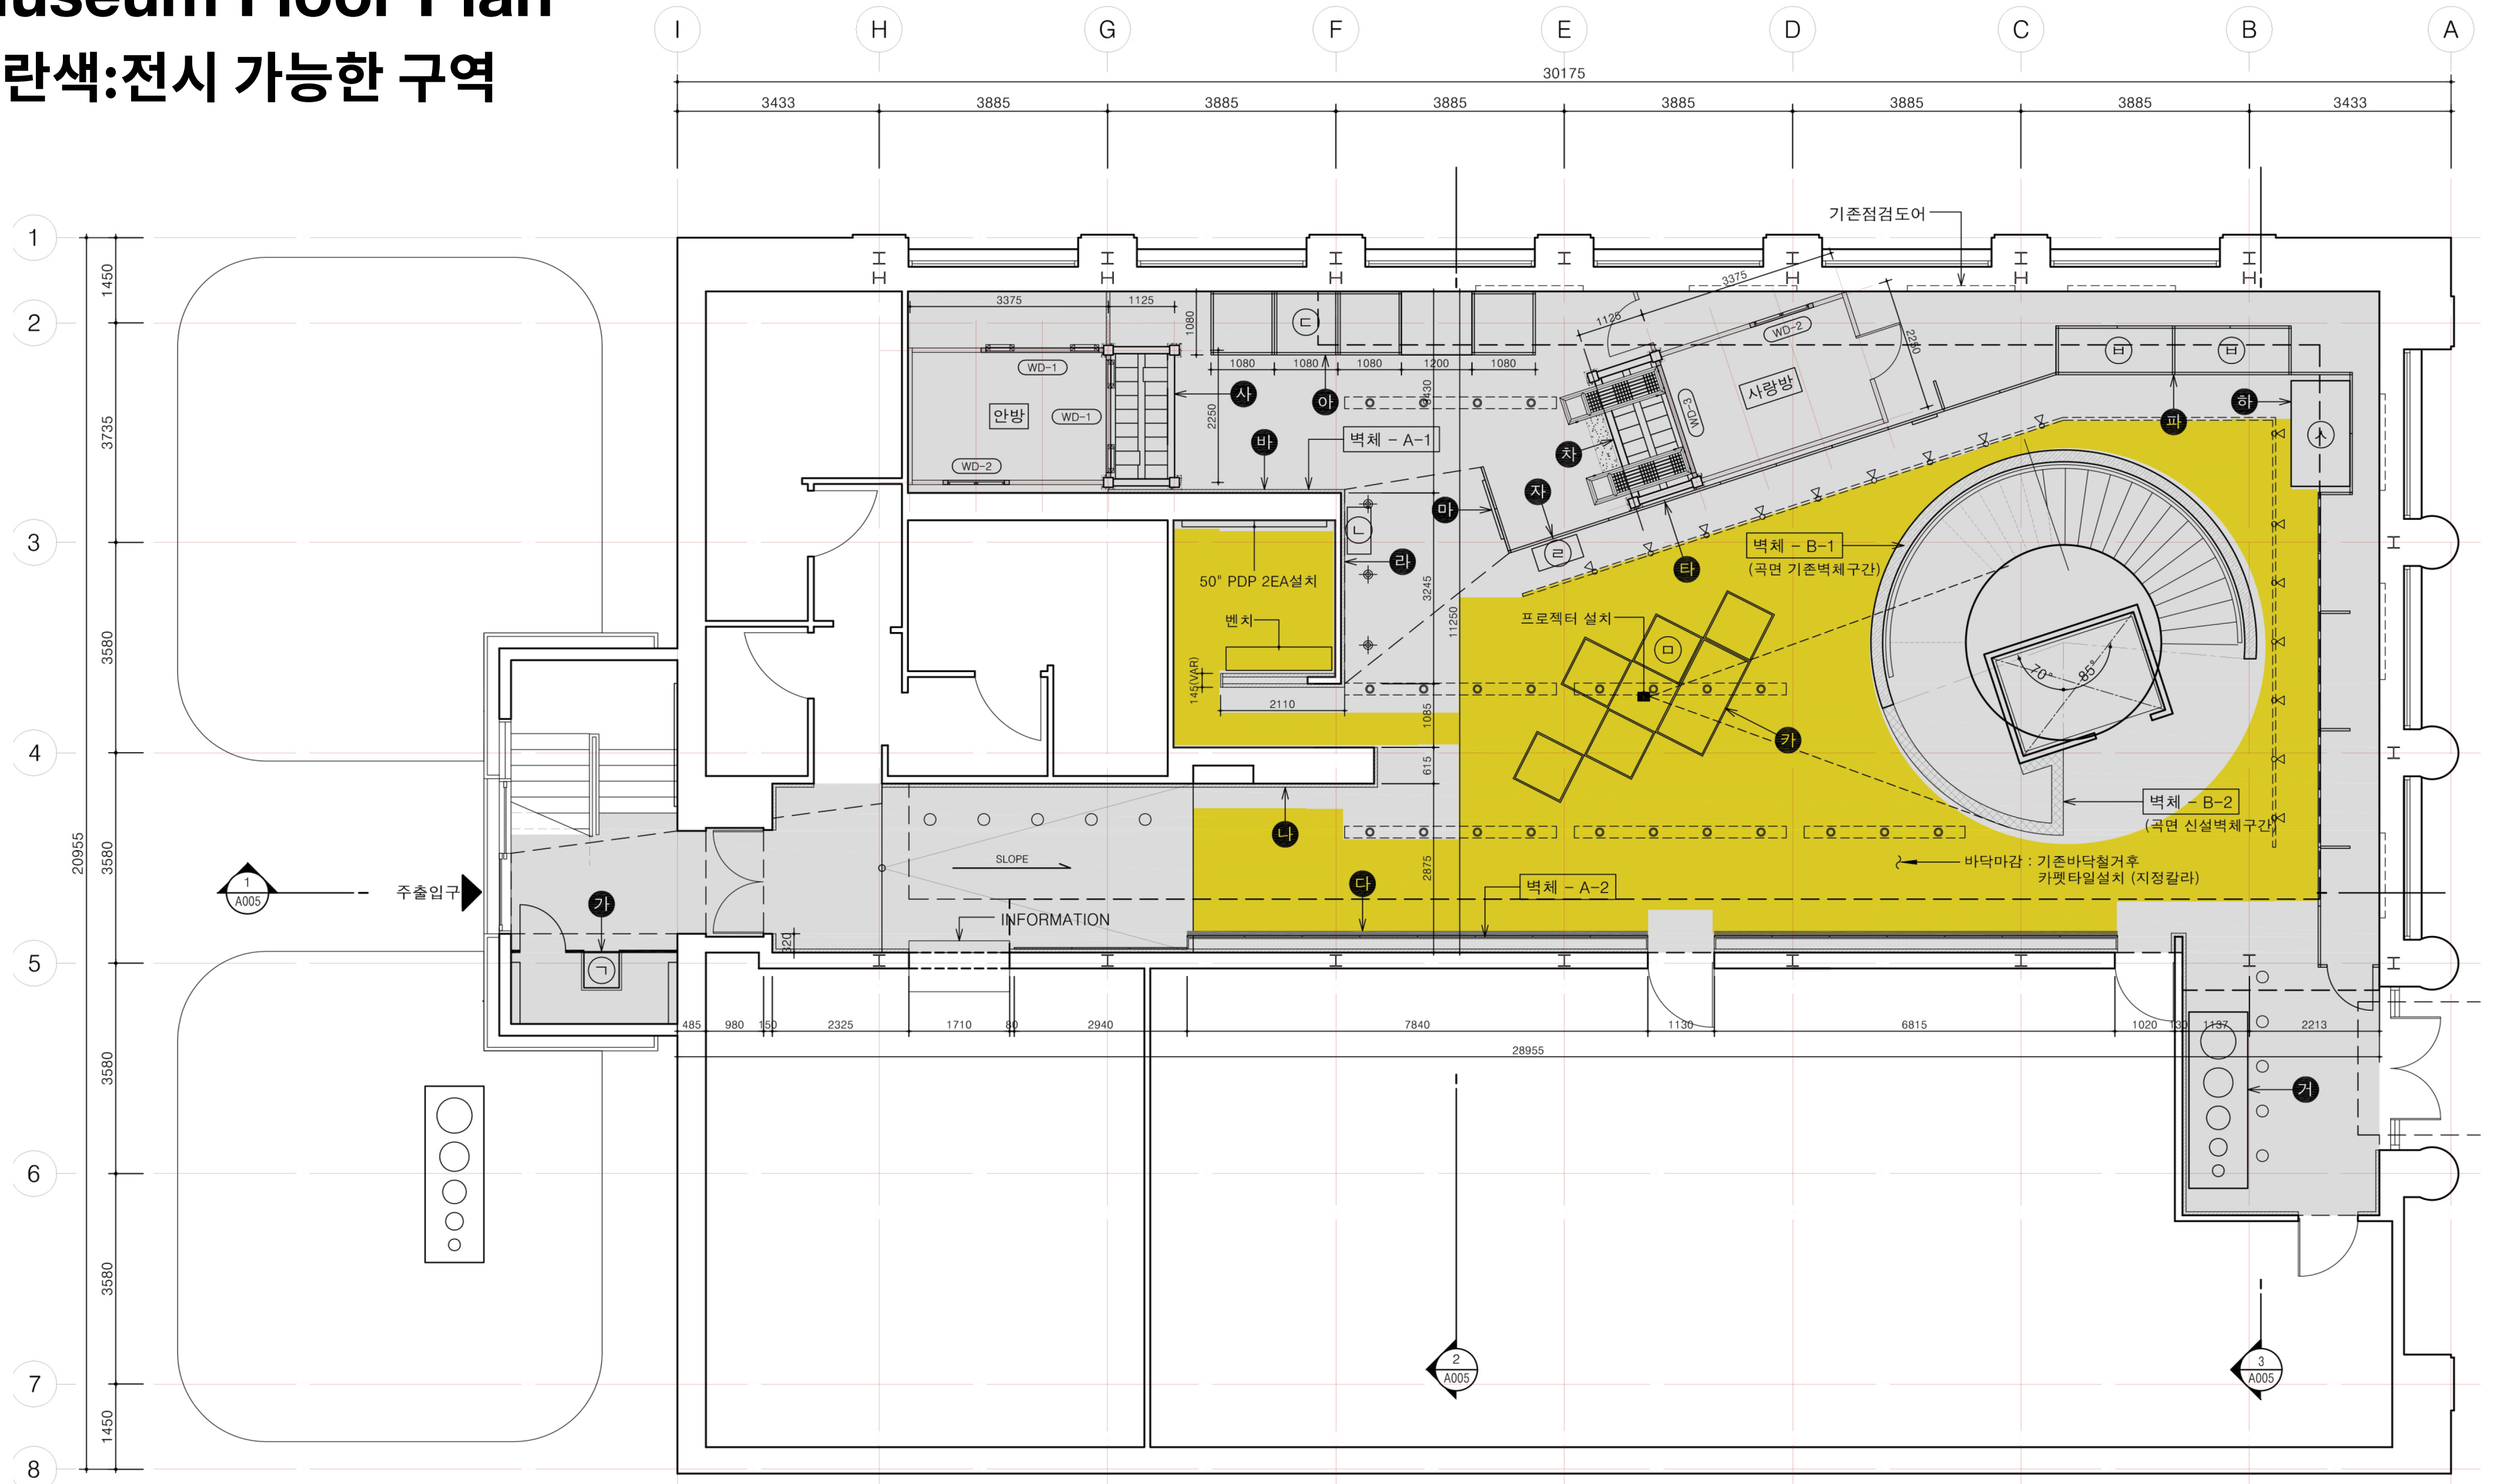 Museum Floor Plan
란색:전시 가능한 구역
I H G F E D C B A
30175
3433 3885 3885 3885 3885 3885 3885 3433
기존점검도어
1
1450
2
3375 1125
1080
ㄷ
3375
1125
WD-2
2250
ㅂ ㅂ
WD-1
1080 1080 1080 1200 1080
사랑방
3735
안방
WD-1
사
아
8430
WD-3
하
2250
파
바
벽체 - A-1
차
ㅅ
WD-2
자
마
3
ㄴ
벽체 - B-1
ㄹ
라
타
(곡면 기존벽체구간)
50" PDP 2EA설치
3245
벤치
11250
프로젝터 설치
3580
ㅁ
145(VAR)
70° 85°
2110
1085
카
4
615
벽체 - B-2
(곡면 신설벽체구간)
나
20955
3580
SLOPE
2875
바닥마감 : 기존바닥철거후
카펫타일설치 (지정칼라)
1
A005
주출입구
다
벽체 - A-2
가
INFORMATION
320
5
ㄱ
485 980 150 2325 1710 80 2940 7840 1130 6815 1020 130 1137 2213
28955
3580
거
6
3580
2
A005
3
A005
7
1450
8